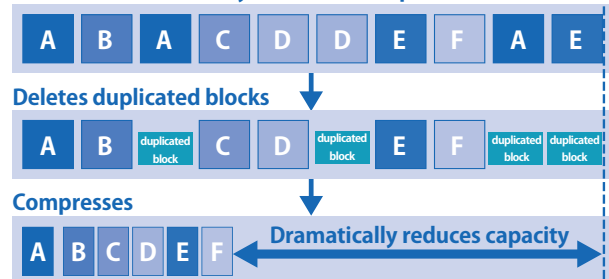 A B A C D D E F A E
Deletes duplicated blocks
A B duplicated block C D duplicated block E F duplicated block duplicated block
Compresses
A B C D E F Dramatically reduces capacity